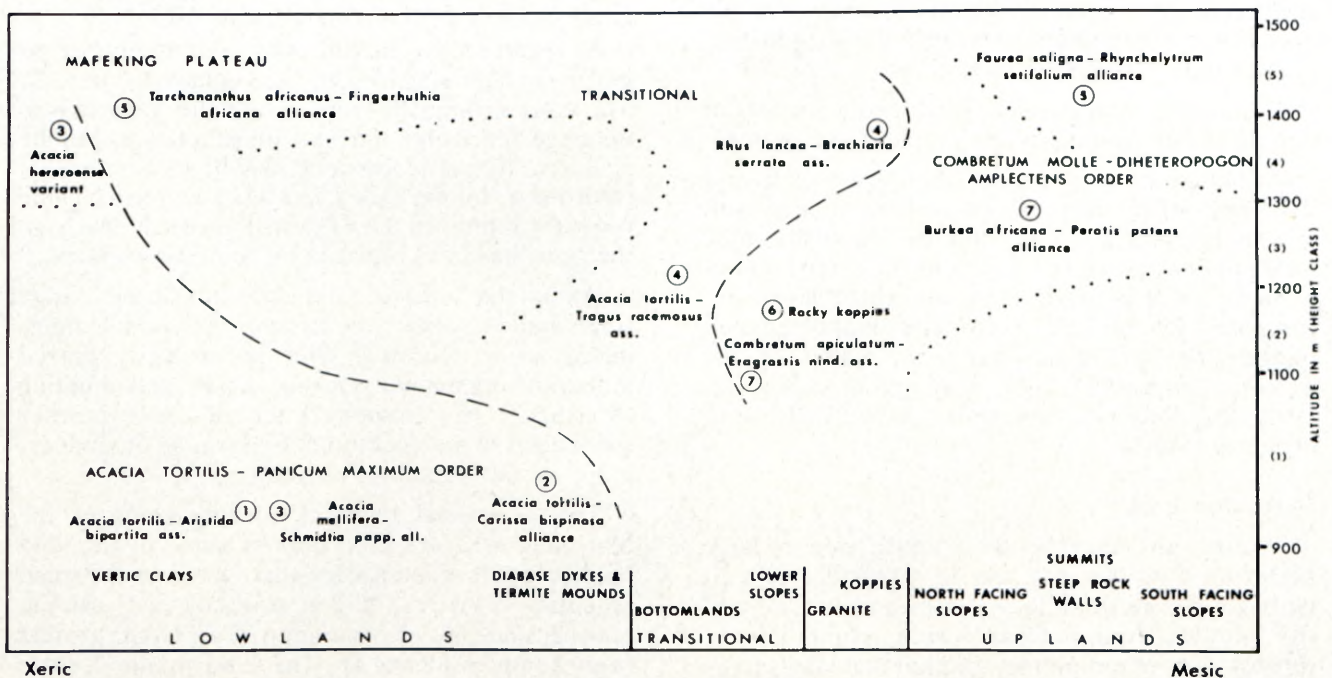 MAFEKING PLATEAU
⑤
Tarchonanthus africanus – Fingerhuthia
africana alliance
③
Acacia
hereroense
variant
TRANSITIONAL
④
Rhus lancea – Brachiaria
serrata ass.
Faurea saligna – Rhynchelytrum
setifolium alliance
⑤
COMBRETUM MOLLE – DIHETEROPOGON
AMPLECTENS ORDER
⑦
Burkea africana – Perotis patens
alliance
④
Acacia tortilis –
Tragus racemosus
ass.
⑥ Rocky koppies
Combretum apiculatum –
Eragrostis nind. ass.
⑦
ACACIA TORTILIS – PANICUM MAXIMUM ORDER
Acacia tortilis – Aristida
bipartita ass.
①
③
Acacia
mellifera –
Schmidtia papp. all.
②
Acacia tortilis –
Carissa bispinosa
alliance
VERTIC CLAYS
DIABASE DYKES &
TERMITE MOUNDS
LOWLANDS
BOTTOMLANDS
LOWER
SLOPES
TRANSITIONAL
KOPPIES
GRANITE
NORTH FACING
SLOPES
SUMMITS
STEEP ROCK
WALLS
SOUTH FACING
SLOPES
UPLANDS
1500
(5)
1400
(4)
1300
(3)
1200
(2)
1100
(1)
900
ALTITUDE IN m (HEIGHT CLASS)
Xeric
Mesic